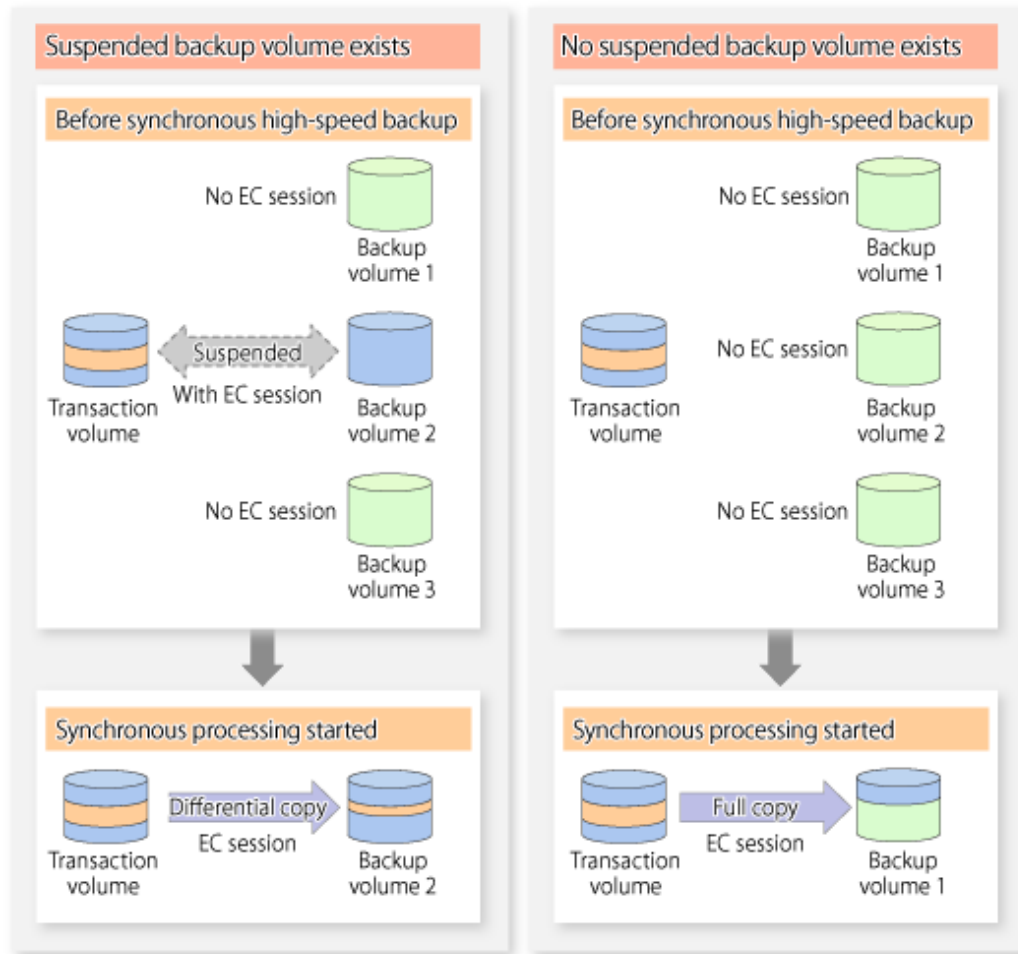 Suspended backup volume exists
Before synchronous high-speed backup
No EC session
Backup
volume 1
Suspended
With EC session
Transaction
volume
Backup
volume 2
No EC session
Backup
volume 3
Synchronous processing started
Differential copy
EC session
Transaction
volume
Backup
volume 2
No suspended backup volume exists
Before synchronous high-speed backup
No EC session
Backup
volume 1
No EC session
Transaction
volume
Backup
volume 2
No EC session
Backup
volume 3
Synchronous processing started
Full copy
EC session
Transaction
volume
Backup
volume 1